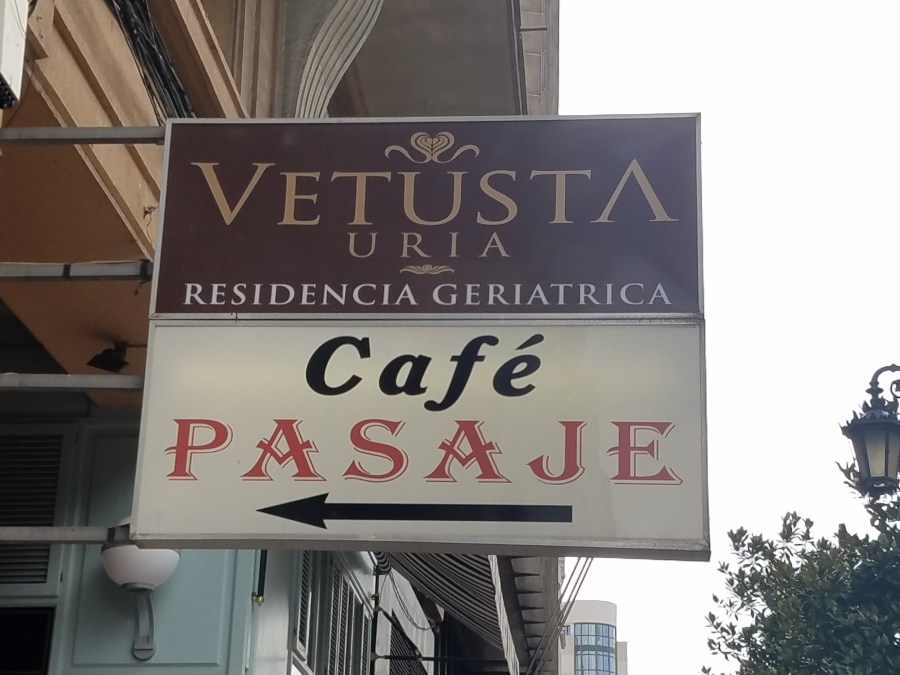 VETUSTA
URIA
RESIDENCIA GERIATRICA
Café
PASAJE